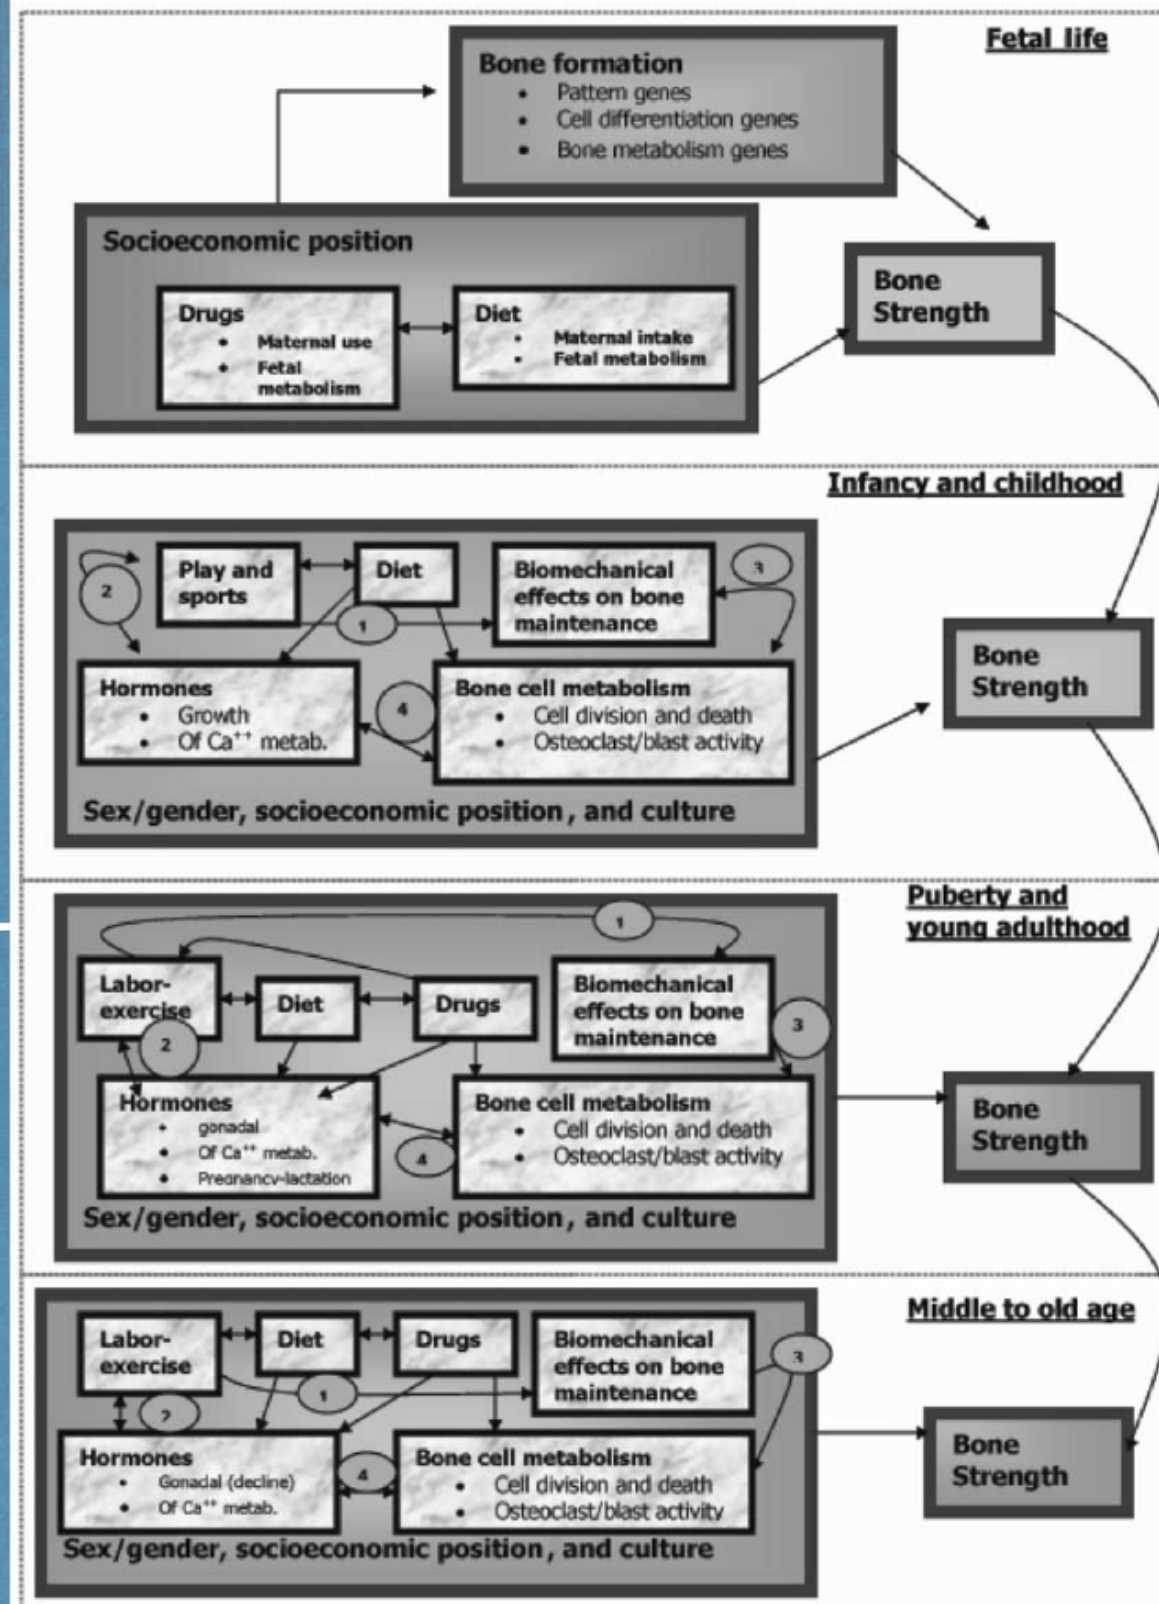 Fetal life
Bone formation
• Pattern genes
• Cell differentiation genes
• Bone metabolism genes
Socioeconomic position
Drugs
• Maternal use
• Fetal
metabolism
Diet
• Maternal intake
• Fetal metabolism
Bone
Strength
Infancy and childhood
2
Play and
sports
Diet
Biomechanical
effects on bone
maintenance
3
1
Hormones
• Growth
• Of Ca⁺⁺ metab.
4
Bone cell metabolism
• Cell division and death
• Osteoclast/blast activity
Sex/gender, socioeconomic position, and culture
Bone
Strength
Puberty and
young adulthood
1
Labor-
exercise
Diet
Drugs
Biomechanical
effects on bone
maintenance
2
3
Hormones
• gonadal
• Of Ca⁺⁺ metab.
• Pregnancy-lactation
4
Bone cell metabolism
• Cell division and death
• Osteoclast/blast activity
Sex/gender, socioeconomic position, and culture
Bone
Strength
Middle to old age
Labor-
exercise
Diet
Drugs
Biomechanical
effects on bone
maintenance
3
1
2
Hormones
• Gonadal (decline)
• Of Ca⁺⁺ metab.
4
Bone cell metabolism
• Cell division and death
• Osteoclast/blast activity
Sex/gender, socioeconomic position, and culture
Bone
Strength